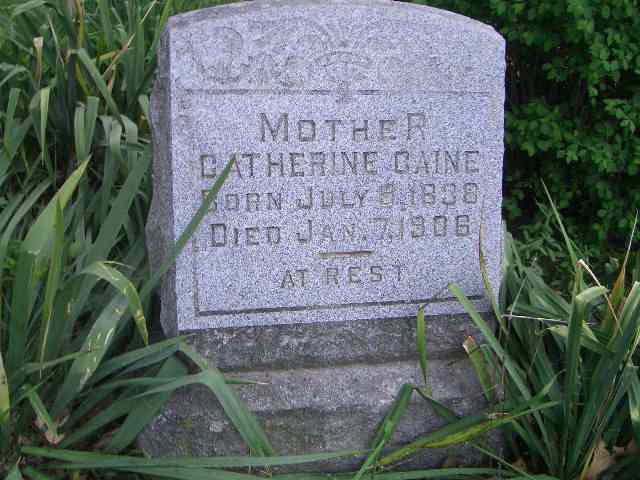 MOTHER
CATHERINE CAINE
BORN JULY 8, 1838
DIED JAN. 7, 1906
AT REST